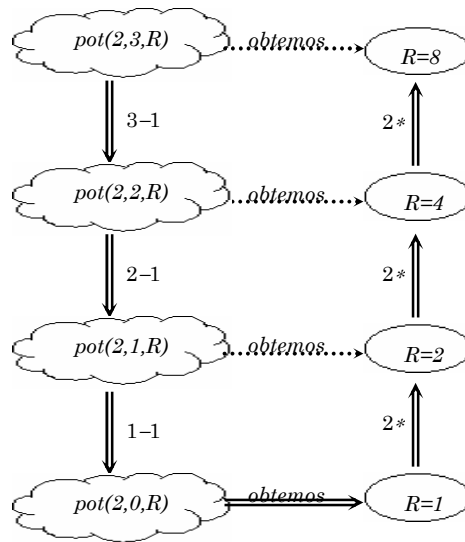 pot(2,3,R) obtemos R=8
3–1 2*
pot(2,2,R) obtemos R=4
2–1 2*
pot(2,1,R) obtemos R=2
1–1 2*
pot(2,0,R) obtemos R=1